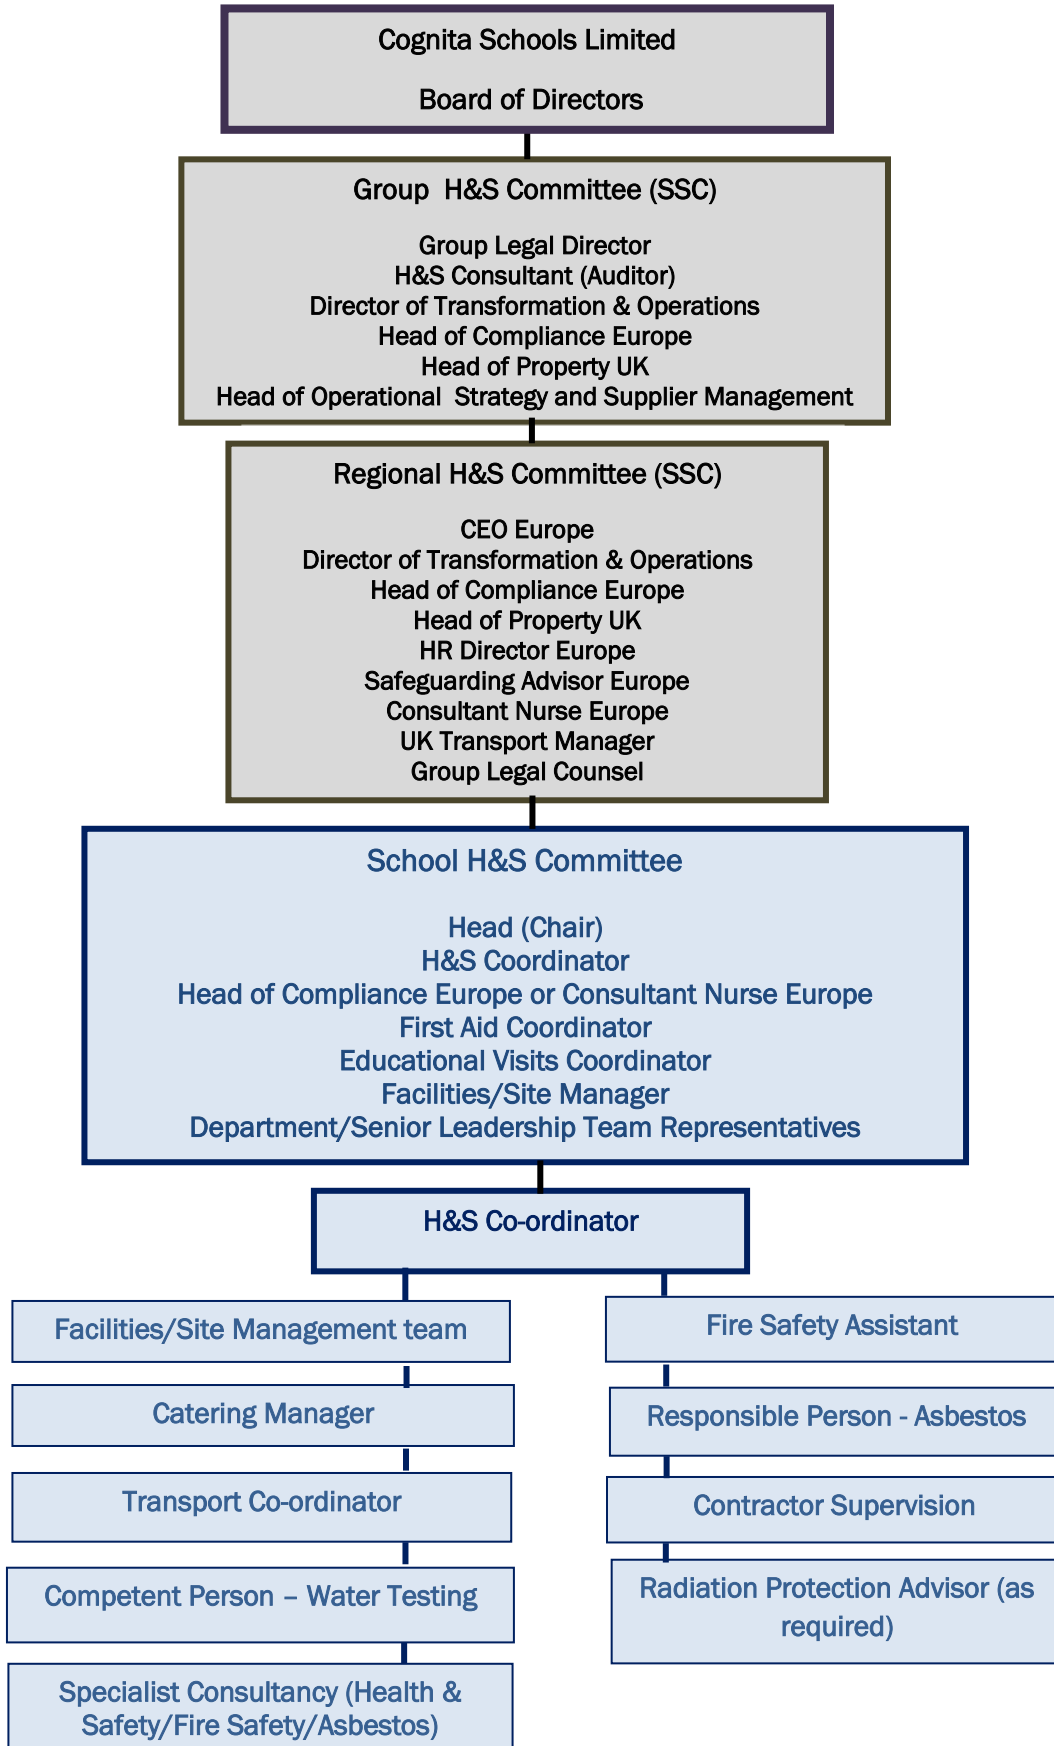 Cognita Schools Limited
Board of Directors
Group H&S Committee (SSC)
Group Legal Director
H&S Consultant (Auditor)
Director of Transformation & Operations
Head of Compliance Europe
Head of Property UK
Head of Operational Strategy and Supplier Management
Regional H&S Committee (SSC)
CEO Europe
Director of Transformation & Operations
Head of Compliance Europe
Head of Property UK
HR Director Europe
Safeguarding Advisor Europe
Consultant Nurse Europe
UK Transport Manager
Group Legal Counsel
School H&S Committee
Head (Chair)
H&S Coordinator
Head of Compliance Europe or Consultant Nurse Europe
First Aid Coordinator
Educational Visits Coordinator
Facilities/Site Manager
Department/Senior Leadership Team Representatives
H&S Co-ordinator
Facilities/Site Management team
Catering Manager
Transport Co-ordinator
Competent Person – Water Testing
Specialist Consultancy (Health &
Safety/Fire Safety/Asbestos)
Fire Safety Assistant
Responsible Person - Asbestos
Contractor Supervision
Radiation Protection Advisor (as
required)